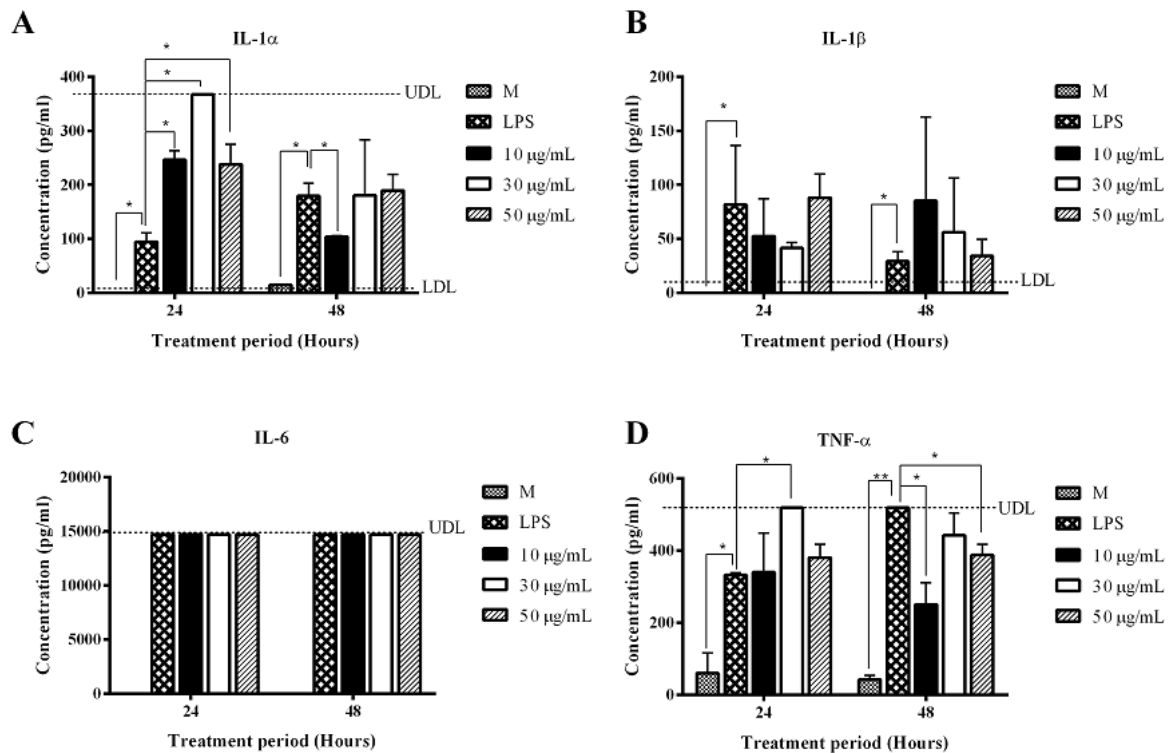 A
IL-1α
Concentration (pg/ml)
400
300
200
100
0
*
*
*
*
*
*
UDL
LDL
24
48
Treatment period (Hours)
M
LPS
10 μg/mL
30 μg/mL
50 μg/mL
B
IL-1β
Concentration (pg/ml)
200
150
100
50
0
*
*
LDL
24
48
Treatment period (Hours)
M
LPS
10 μg/mL
30 μg/mL
50 μg/mL
C
IL-6
Concentration (pg/ml)
20000
15000
10000
5000
0
UDL
24
48
Treatment period (Hours)
M
LPS
10 μg/mL
30 μg/mL
50 μg/mL
D
TNF-α
Concentration (pg/ml)
600
400
200
0
*
*
**
*
*
UDL
24
48
Treatment period (Hours)
M
LPS
10 μg/mL
30 μg/mL
50 μg/mL